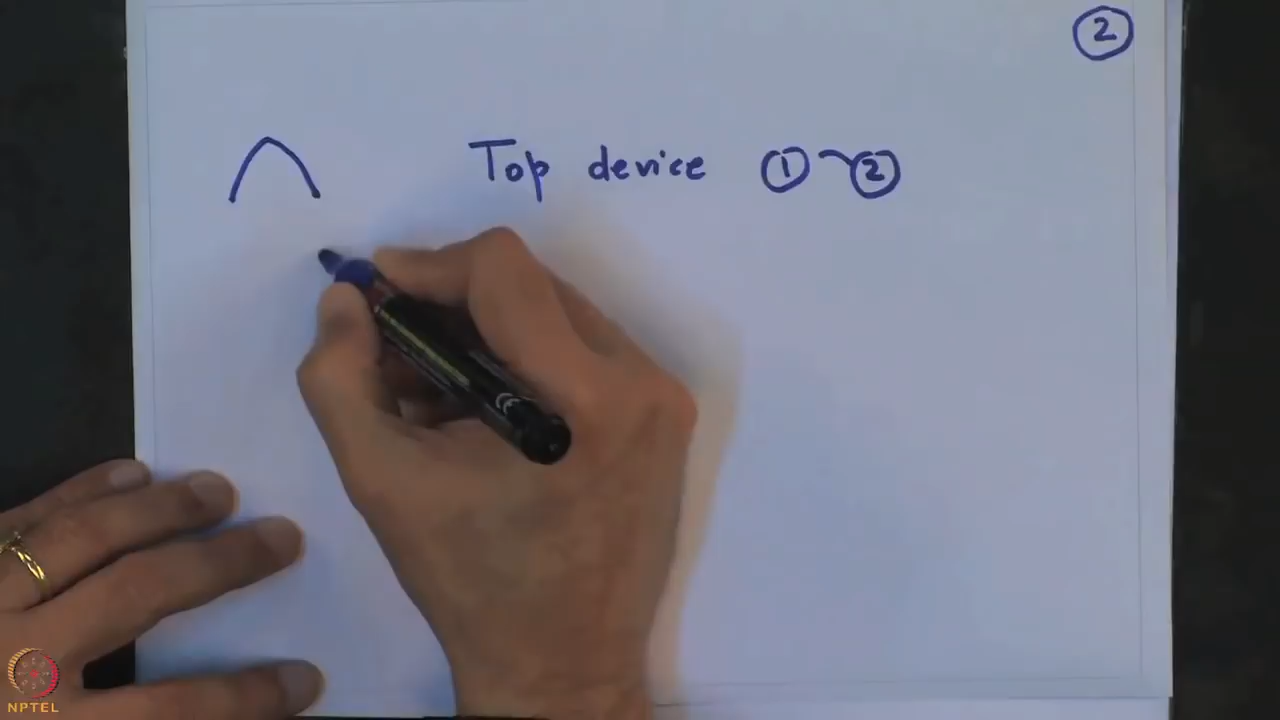 ②
Top device ① ②
NPTEL